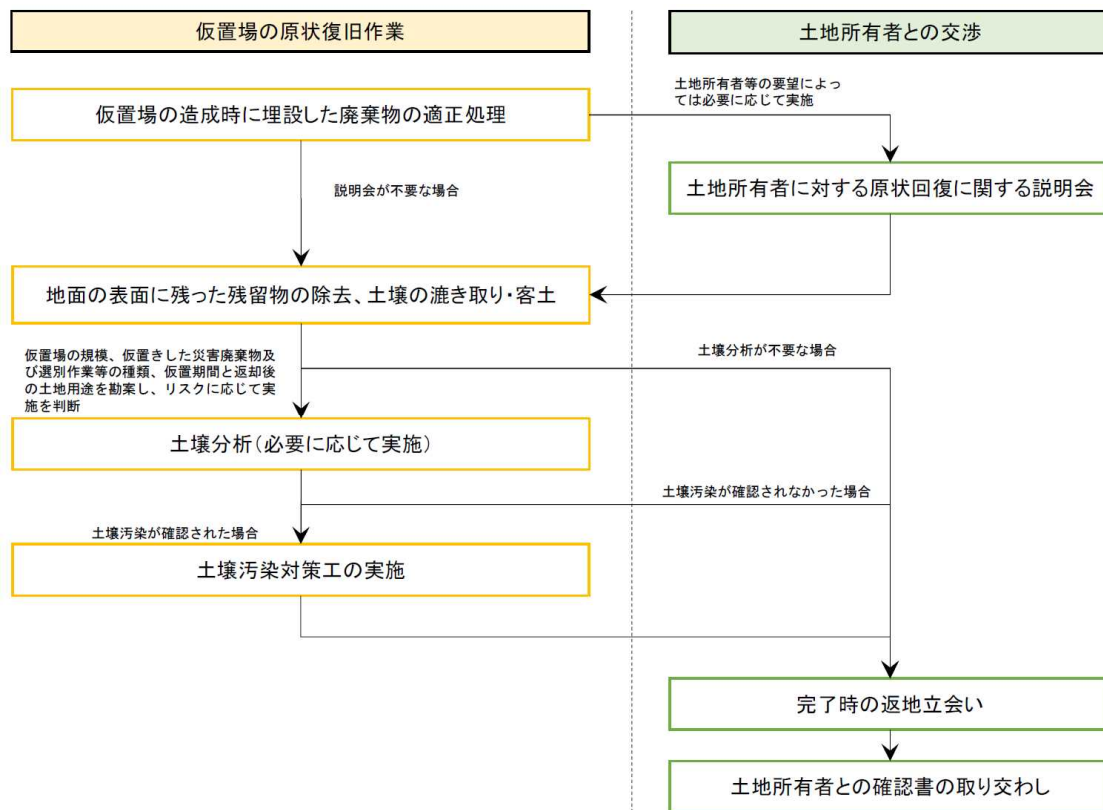 仮置場の原状復旧作業
土地所有者との交渉
仮置場の造成時に埋設した廃棄物の適正処理
土地所有者等の要望によっ
ては必要に応じて実施
説明会が不要な場合
土地所有者に対する原状回復に関する説明会
地面の表面に残った残留物の除去、土壌の漉き取り・客土
仮置場の規模、仮置きした災害廃棄物及
び選別作業等の種類、仮置期間と返却後
の土地用途を勘案し、リスクに応じて実
施を判断
土壌分析が不要な場合
土壌分析(必要に応じて実施)
土壌汚染が確認されなかった場合
土壌汚染が確認された場合
土壌汚染対策工の実施
完了時の返地立会い
土地所有者との確認書の取り交わし